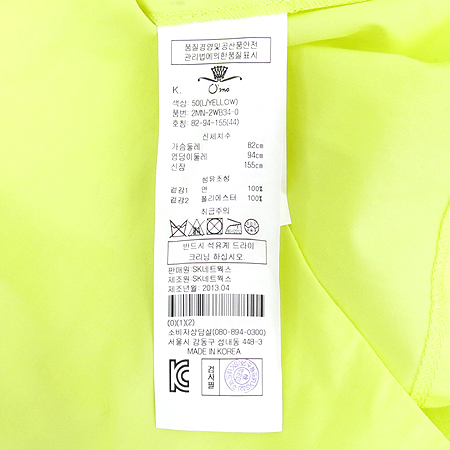 품질경영및공산품안전
관리법에의한품질표시
K.
O'2nd
색상: 50(L/YELLOW)
품번: 2MN-2WB34-0
호칭: 82-94-155(44)
신체치수
가슴둘레 82cm
엉덩이둘레 94cm
신장 155cm
섬유조성
겉감1 면 100%
겉감2 폴리에스터 100%
취급주의
반드시 석유계 드라이
크리닝 하십시오.
판매원:SK네트웍스
제조원:SK네트웍스
제조년월: 2013.04
(0)(1)(2)
소비자상담실(080-894-0300)
서울시 강동구 성내동 448-3
MADE IN KOREA
KC
검사필